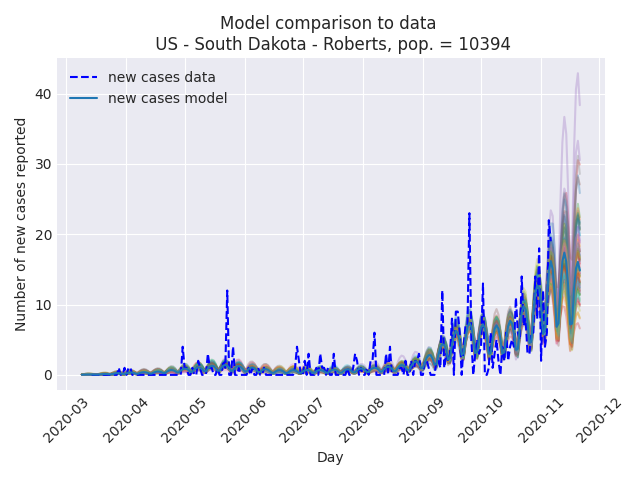 Model comparison to data
US - South Dakota - Roberts, pop. = 10394
new cases data
new cases model
Number of new cases reported
40
30
20
10
0
2020-03
2020-04
2020-05
2020-06
2020-07
2020-08
2020-09
2020-10
2020-11
2020-12
Day